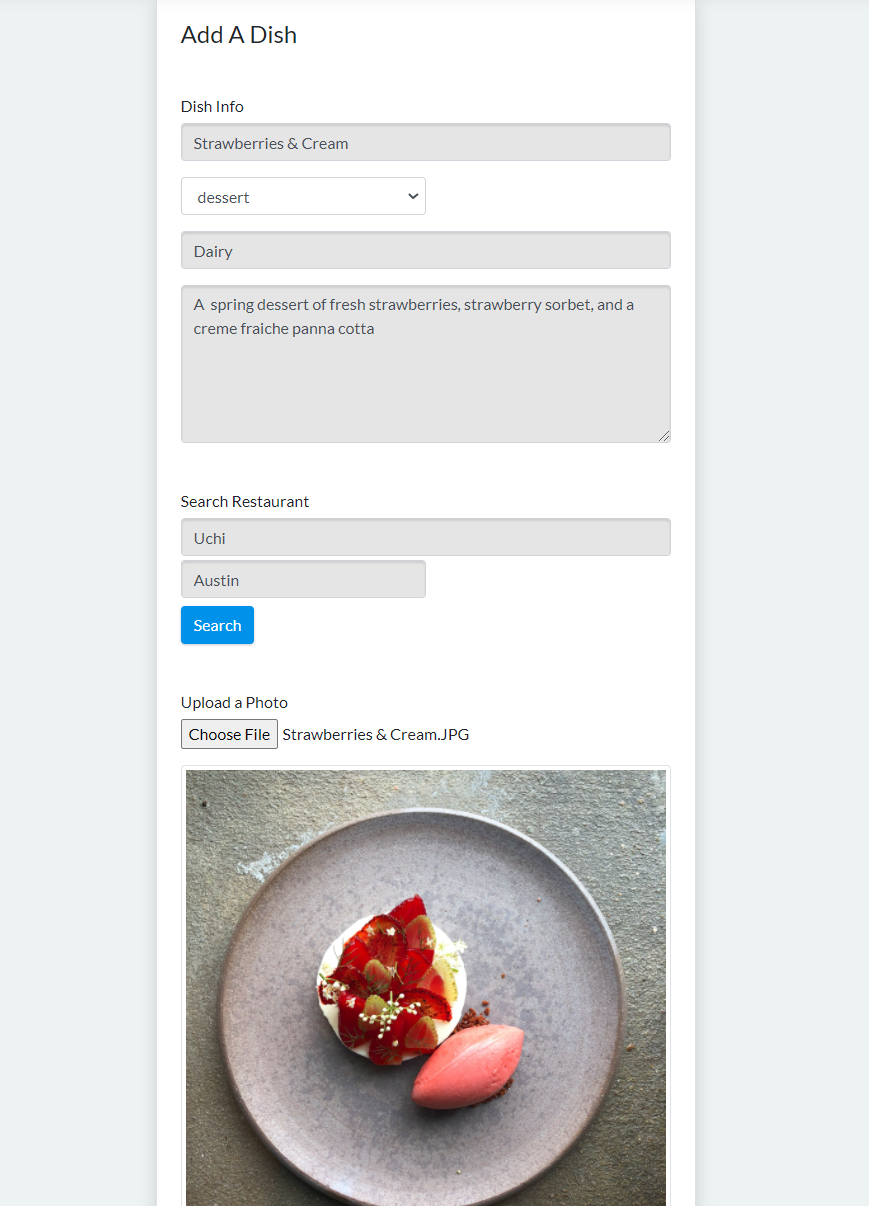 Add A Dish
Dish Info
Strawberries & Cream
dessert
Dairy
A  spring dessert of fresh strawberries, strawberry sorbet, and a
creme fraiche panna cotta
Search Restaurant
Uchi
Austin
Search
Upload a Photo
Choose File Strawberries & Cream.JPG